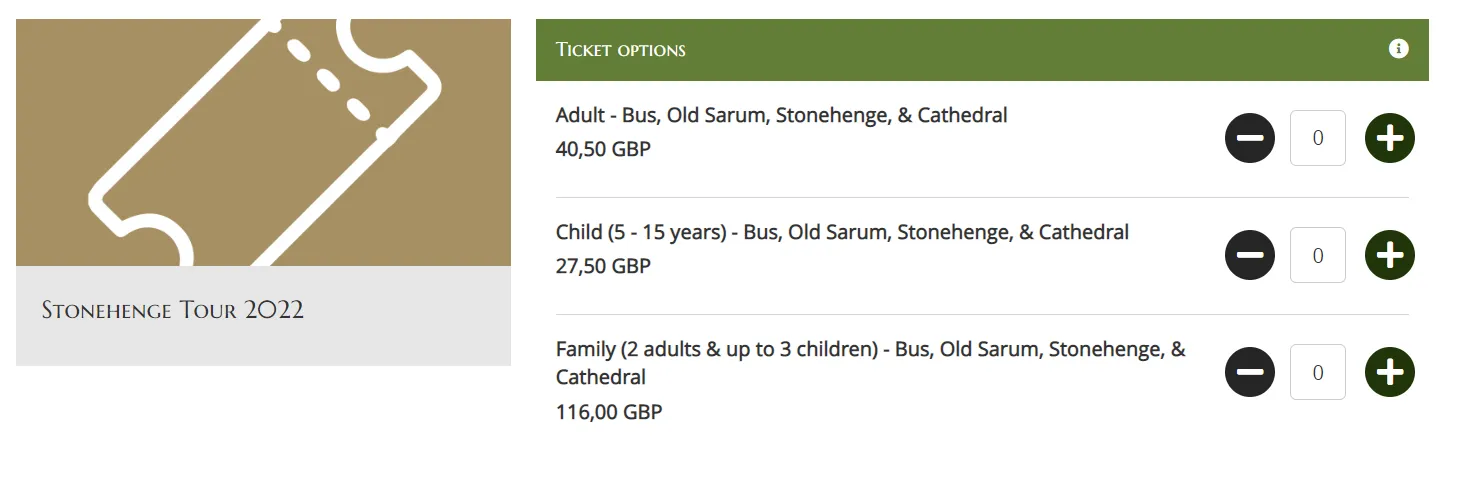 Ticket options
Adult - Bus, Old Sarum, Stonehenge, & Cathedral
40,50 GBP
0
Child (5 - 15 years) - Bus, Old Sarum, Stonehenge, & Cathedral
27,50 GBP
0
Family (2 adults & up to 3 children) - Bus, Old Sarum, Stonehenge, &
Cathedral
116,00 GBP
0
Stonehenge Tour 2022